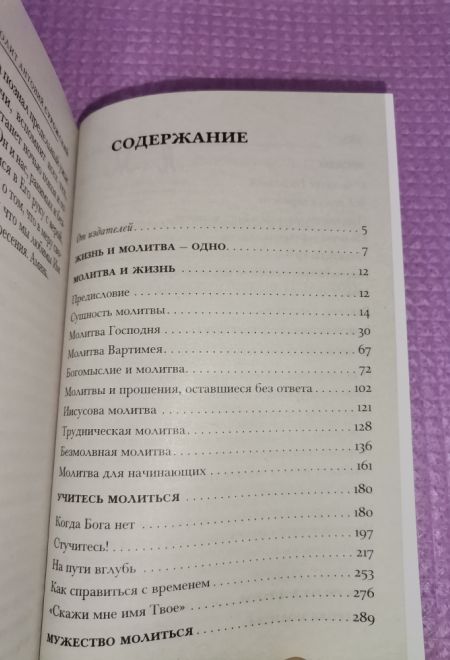 СОДЕРЖАНИЕ
От издателей 5
ЖИЗНЬ И МОЛИТВА — ОДНО 7
МОЛИТВА И ЖИЗНЬ 12
Предисловие 12
Сущность молитвы 14
Молитва Господня 30
Молитва Вартимея 67
Богомыслие и молитва 72
Молитвы и прошения, оставшиеся без ответа 102
Иисусова молитва 121
Трудническая молитва 128
Безмолвная молитва 136
Молитва для начинающих 161
УЧИТЕСЬ МОЛИТЬСЯ 180
Когда Бога нет 180
Стучитесь! 197
На пути вглубь 217
Как справиться с временем 253
«Скажи мне имя Твое» 276
МУЖЕСТВО МОЛИТЬСЯ 289